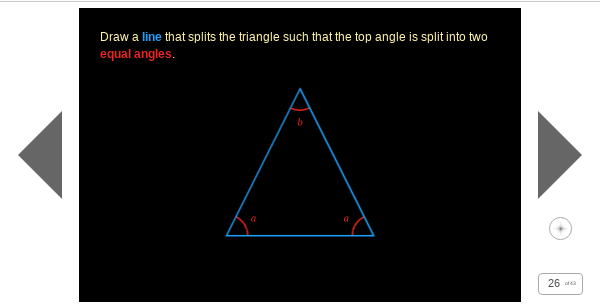 Draw a line that splits the triangle such that the top angle is split into two
equal angles.
b
a
a
26 of 43